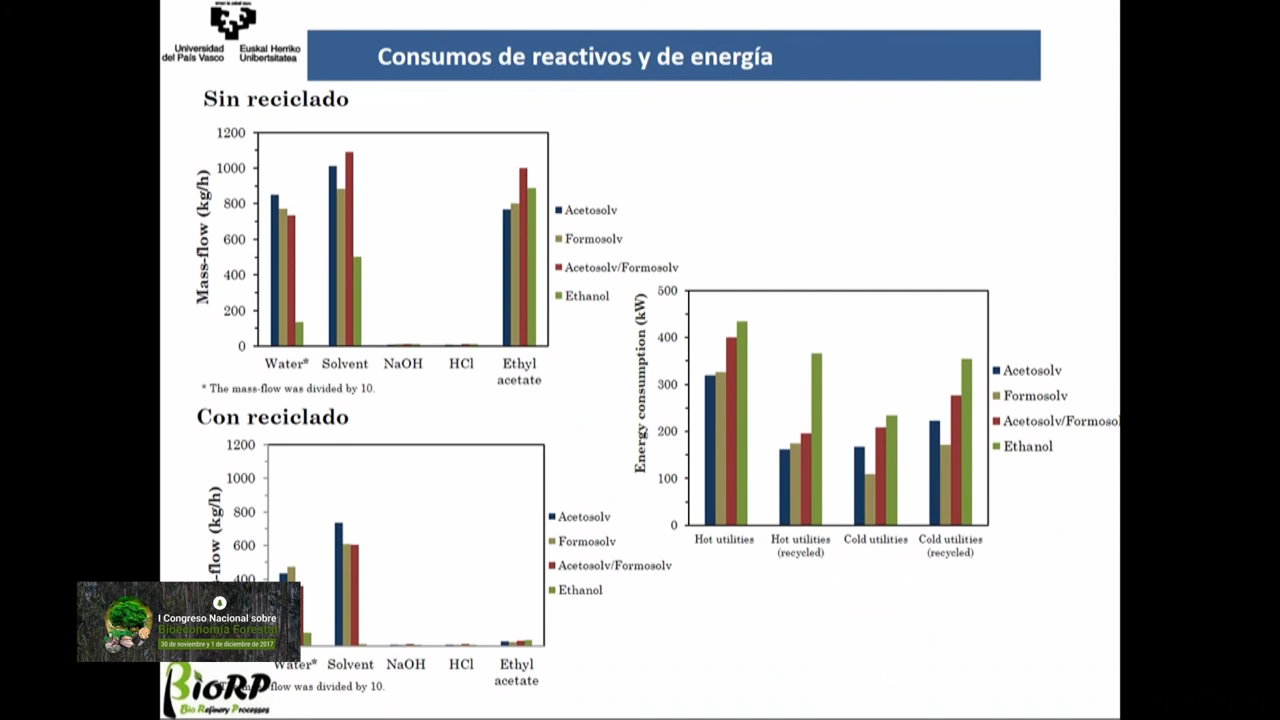 Universidad
del País Vasco
Euskal Herriko
Unibertsitatea
Consumos de reactivos y de energía
Sin reciclado
1200
1000
800
600
400
200
0
Mass-flow (kg/h)
Water*
Solvent
NaOH
HCl
Ethyl
acetate
Acetosolv
Formosolv
Acetosolv/Formosolv
Ethanol
* The mass-flow was divided by 10.
Con reciclado
1200
1000
800
600
400
-flow (kg/h)
Water*
Solvent
NaOH
HCl
Ethyl
acetate
Acetosolv
Formosolv
Acetosolv/Formosolv
Ethanol
-flow was divided by 10.
500
400
300
200
100
0
Energy consumption (kW)
Hot utilities
Hot utilities
(recycled)
Cold utilities
Cold utilities
(recycled)
Acetosolv
Formosolv
Acetosolv/Formosol
Ethanol
I Congreso Nacional sobre
Bioeconomía Forestal
30 de noviembre y 1 de diciembre de 2017
BioRP
Bio Refinery Processes